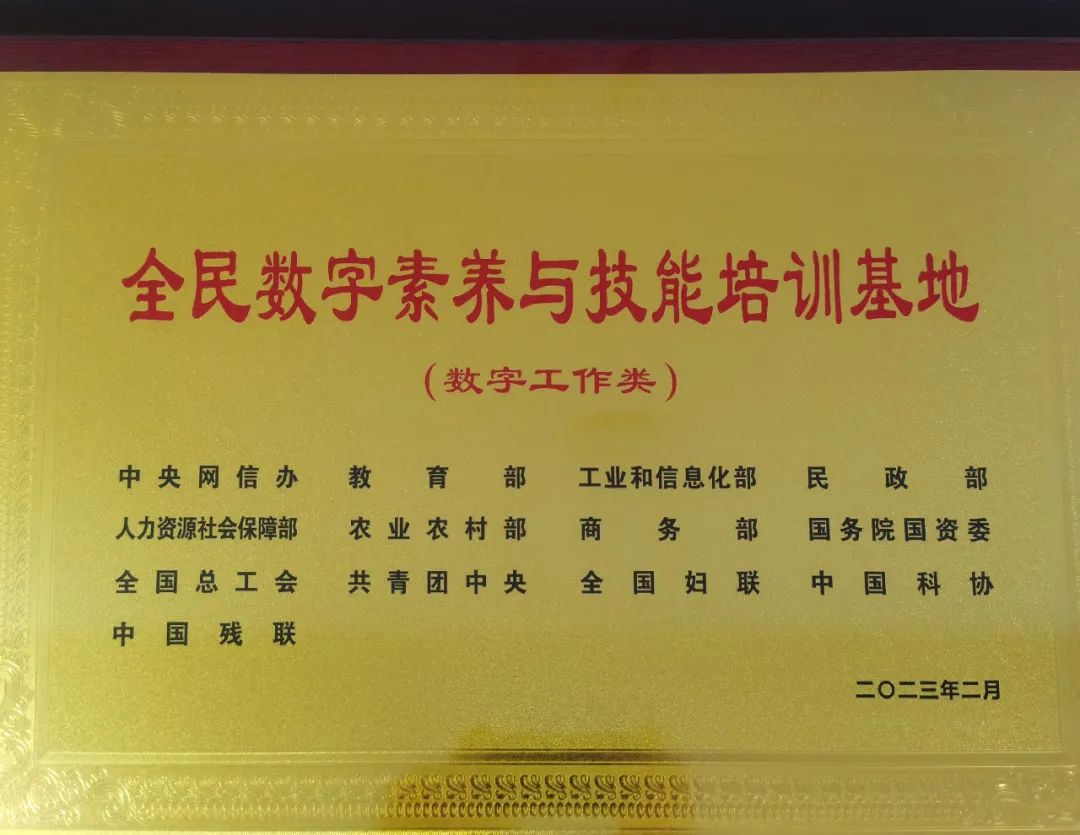 全民数字素养与技能培训基地
（数字工作类）
中央网信办 教育部 工业和信息化部 民政部
人力资源社会保障部 农业农村部 商务部 国务院国资委
全国总工会 共青团中央 全国妇联 中国科协
中国残联
二〇二三年二月